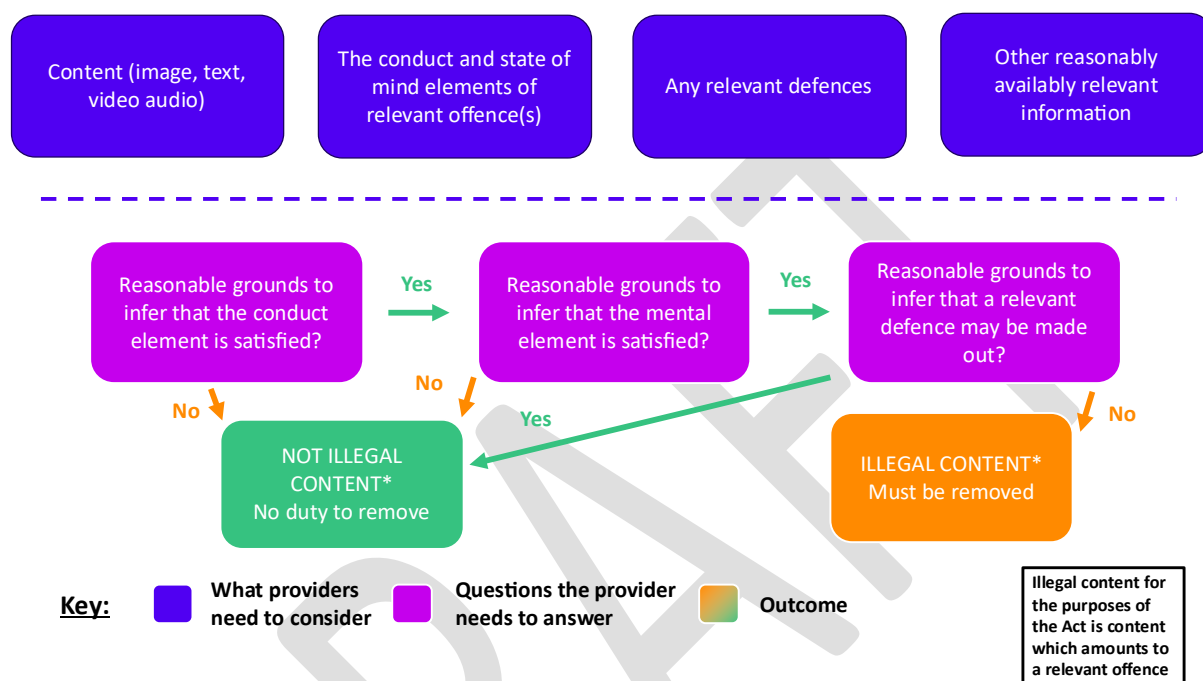 Content (image, text,
video audio)
The conduct and state of
mind elements of
relevant offence(s)
Any relevant defences
Other reasonably
availably relevant
information
Reasonable grounds to
infer that the conduct
element is satisfied?
Yes
Reasonable grounds to
infer that the mental
element is satisfied?
Yes
Reasonable grounds to
infer that a relevant
defence may be made
out?
No
No
Yes
No
NOT ILLEGAL
CONTENT*
No duty to remove
ILLEGAL CONTENT*
Must be removed
Key:
What providers
need to consider
Questions the provider
needs to answer
Outcome
Illegal content for
the purposes of
the Act is content
which amounts to
a relevant offence
DRAFT